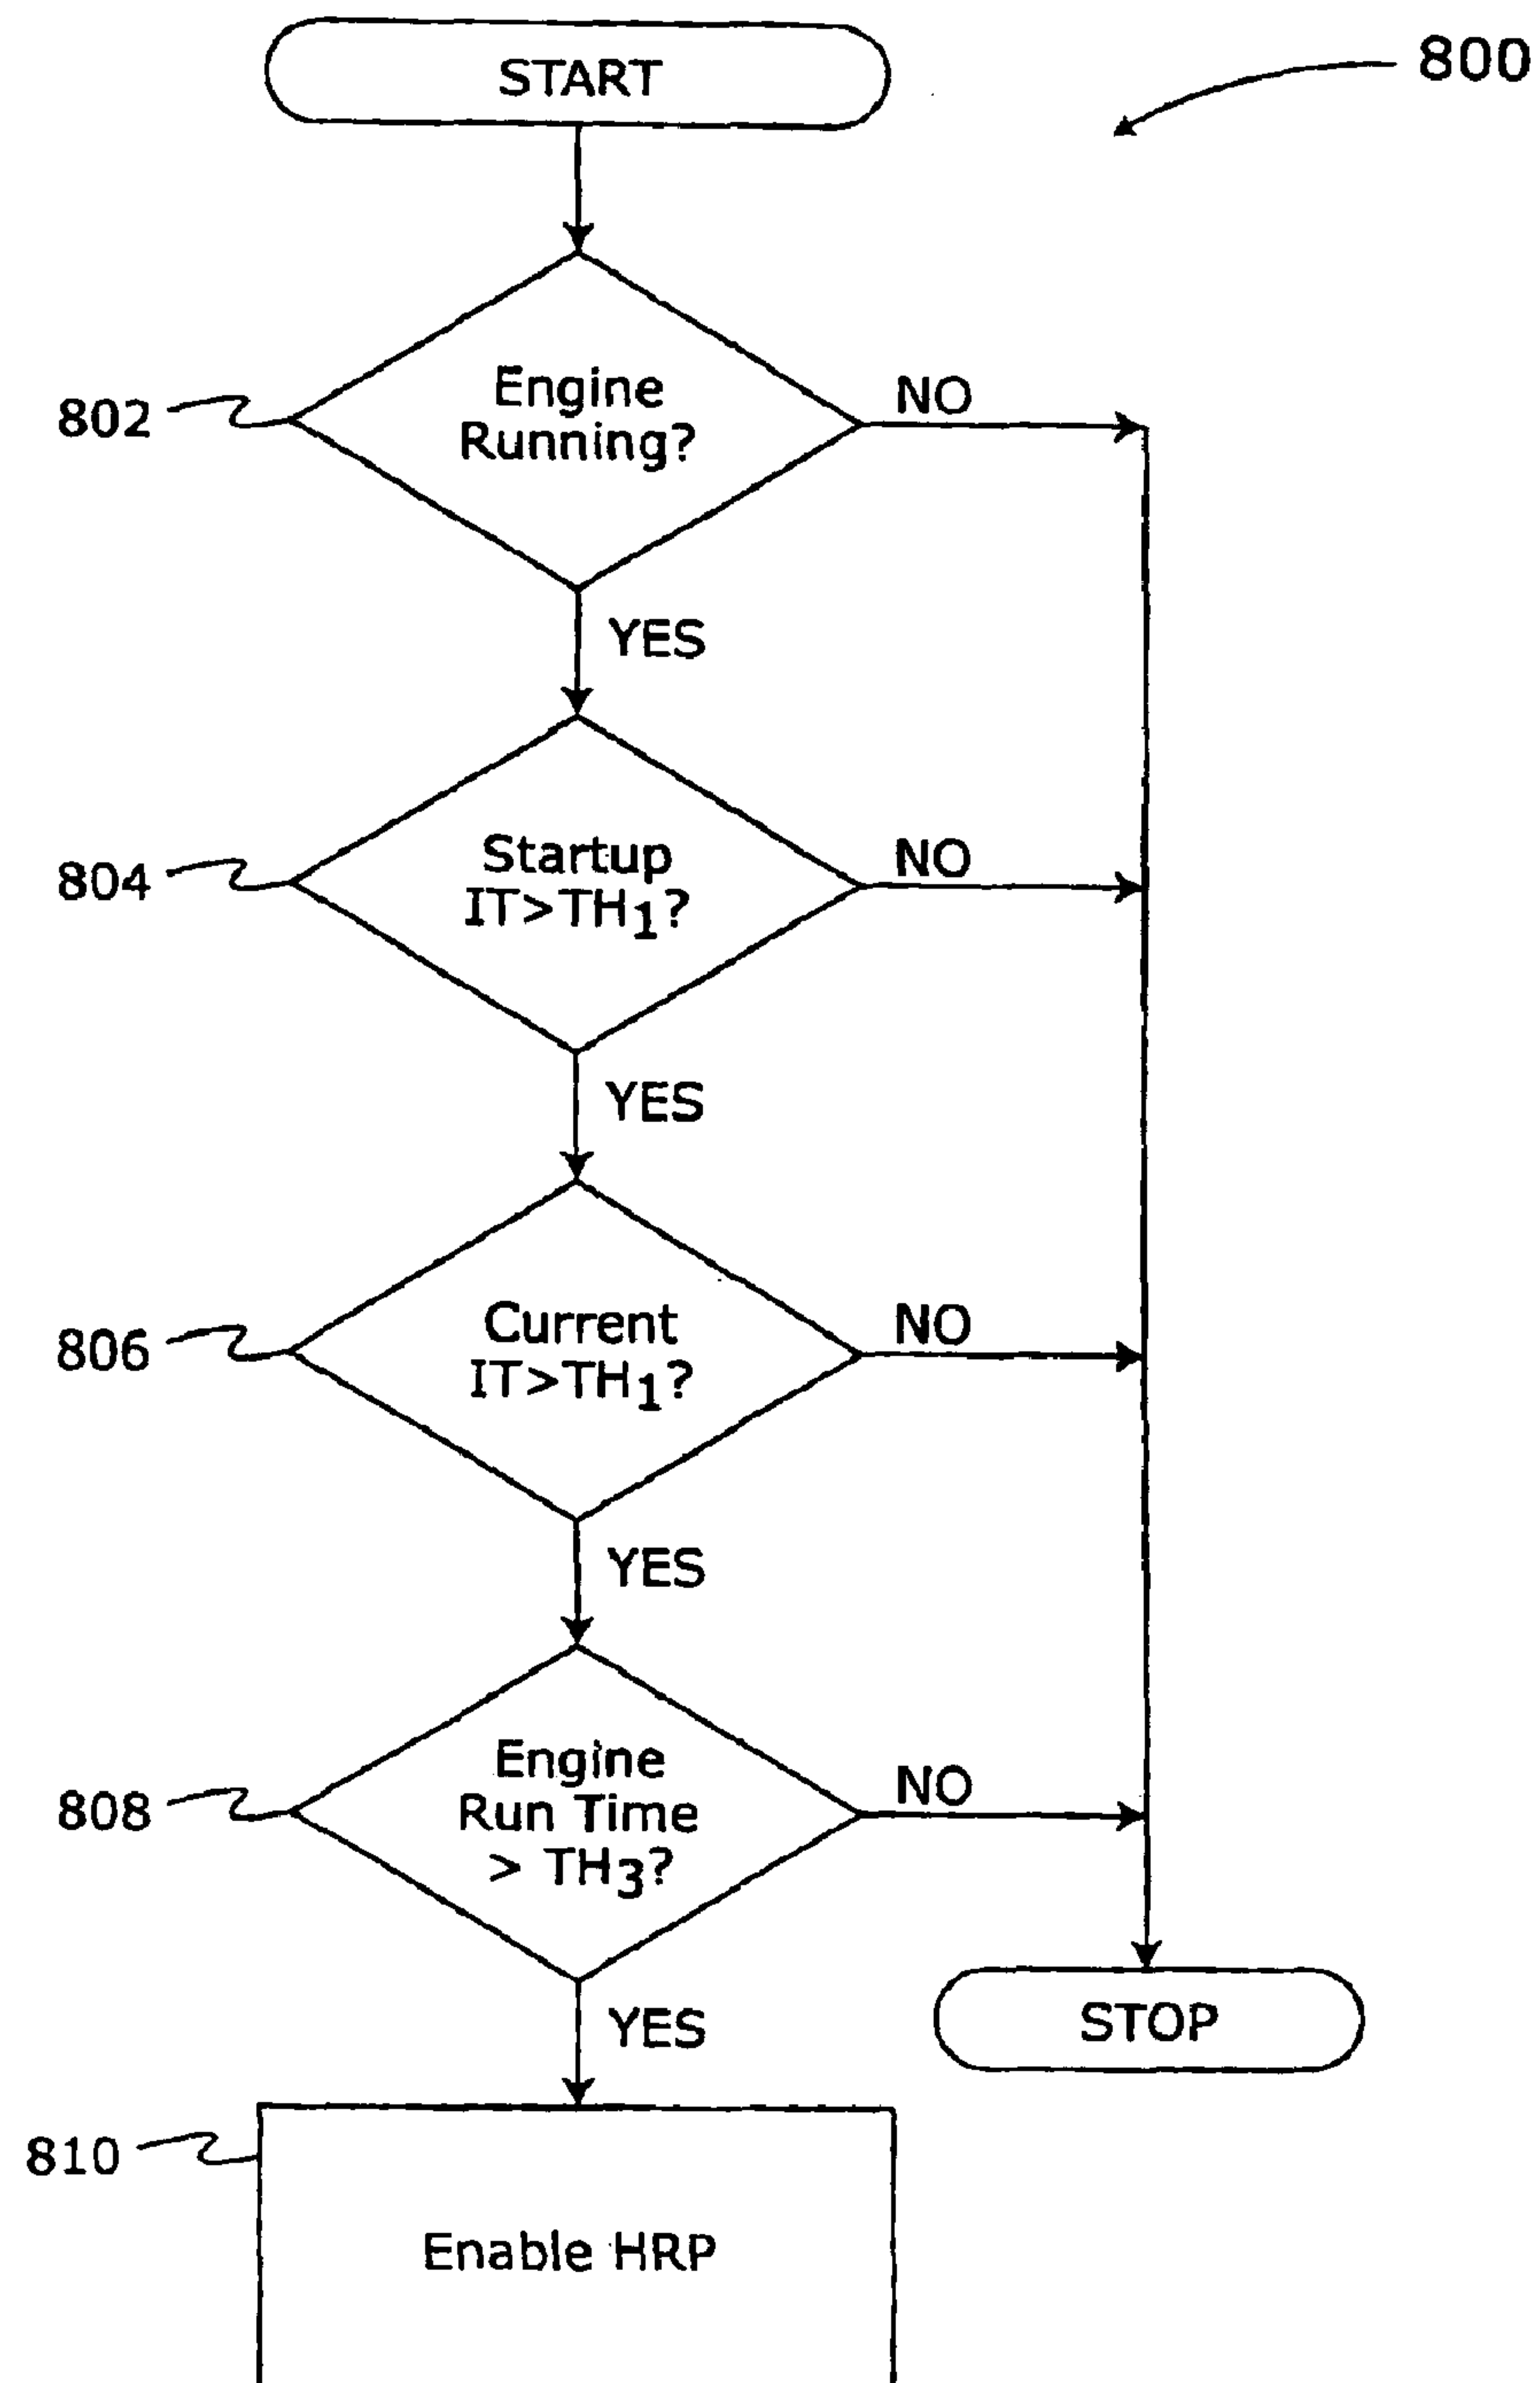 START
800
802
Engine
Running?
NO
YES
804
Startup
IT>TH1?
NO
YES
806
Current
IT>TH1?
NO
YES
808
Engine
Run Time
> TH3?
NO
YES
STOP
810
Enable HRP